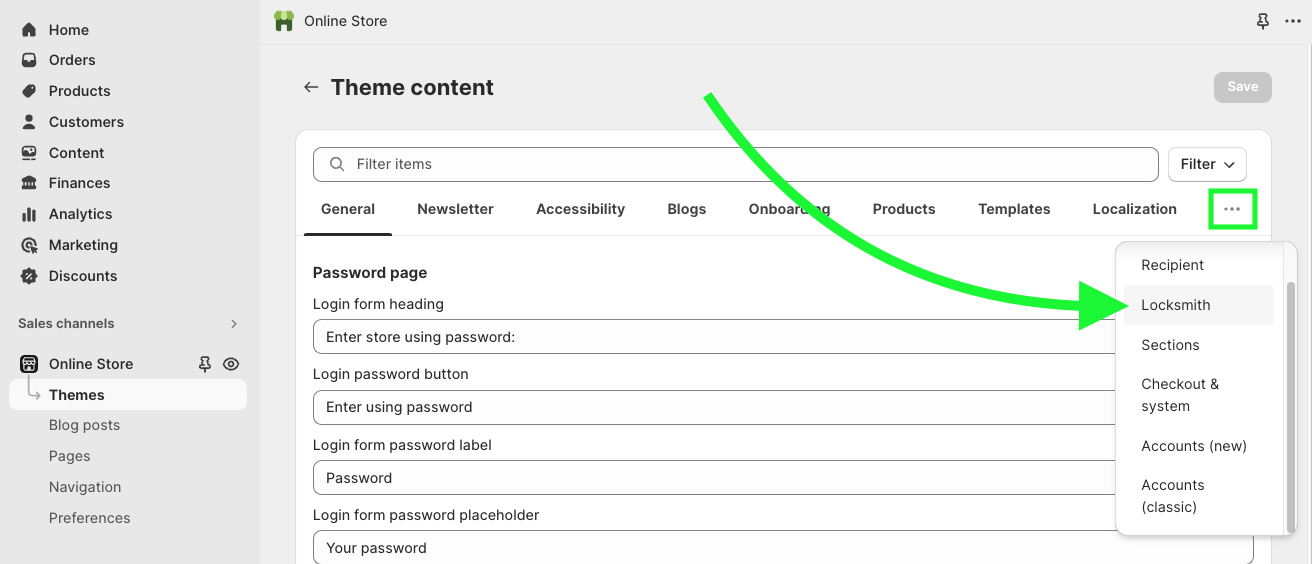 Home
Orders
Products
Customers
Content
Finances
Analytics
Marketing
Discounts
Sales channels
Online Store
Themes
Blog posts
Pages
Navigation
Preferences
Online Store
Theme content
Save
Filter items
Filter
General Newsletter Accessibility Blogs Onboarding Products Templates Localization
Password page
Login form heading
Enter store using password:
Login password button
Enter using password
Login form password label
Password
Login form password placeholder
Your password
Recipient
Locksmith
Sections
Checkout &
system
Accounts (new)
Accounts
(classic)